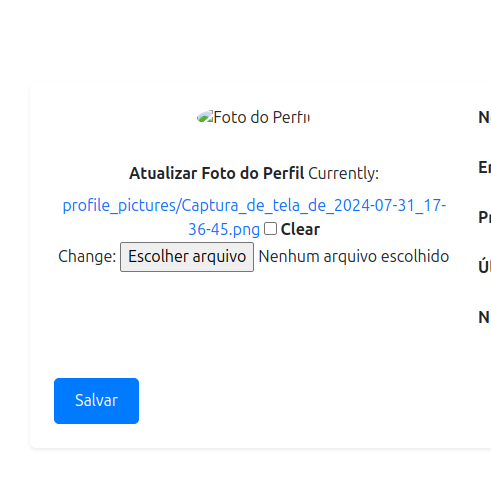 Foto do Perfil
Atualizar Foto do Perfil Currently:
profile_pictures/Captura_de_tela_de_2024-07-31_17-
36-45.png Clear
Change: Escolher arquivo Nenhum arquivo escolhido
Salvar